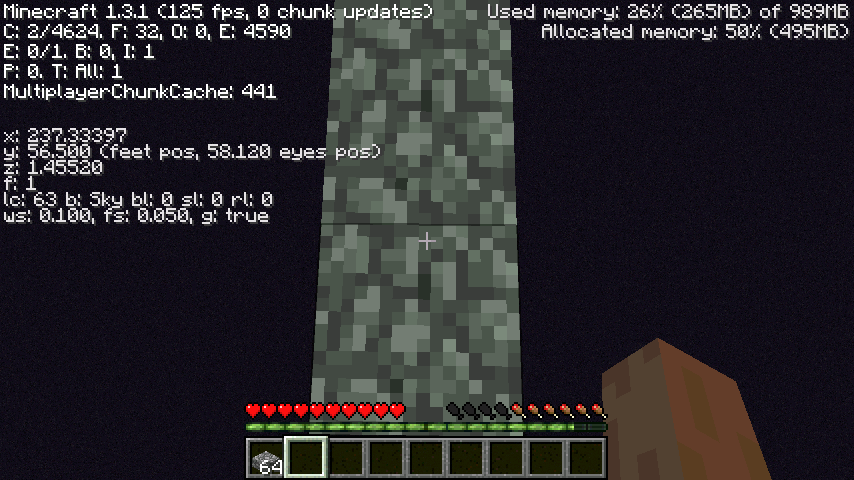 Minecraft 1.3.1 (125 fps, 0 chunk updates)
Used memory: 26% (265MB) of 989MB
C: 2/4624. F: 32, O: 0, E: 4590
Allocated memory: 50% (495MB)
E: 0/1. B: 0, I: 1
P: 0. T: All: 1
MultiplayerChunkCache: 441
x: 237.33397
y: 56.500 (feet pos, 58.120 eyes pos)
z: 1.45520
f: 1
lc: 63 b: Sky bl: 0 sl: 0 rl: 0
ws: 0.100, fs: 0.050, g: true
64